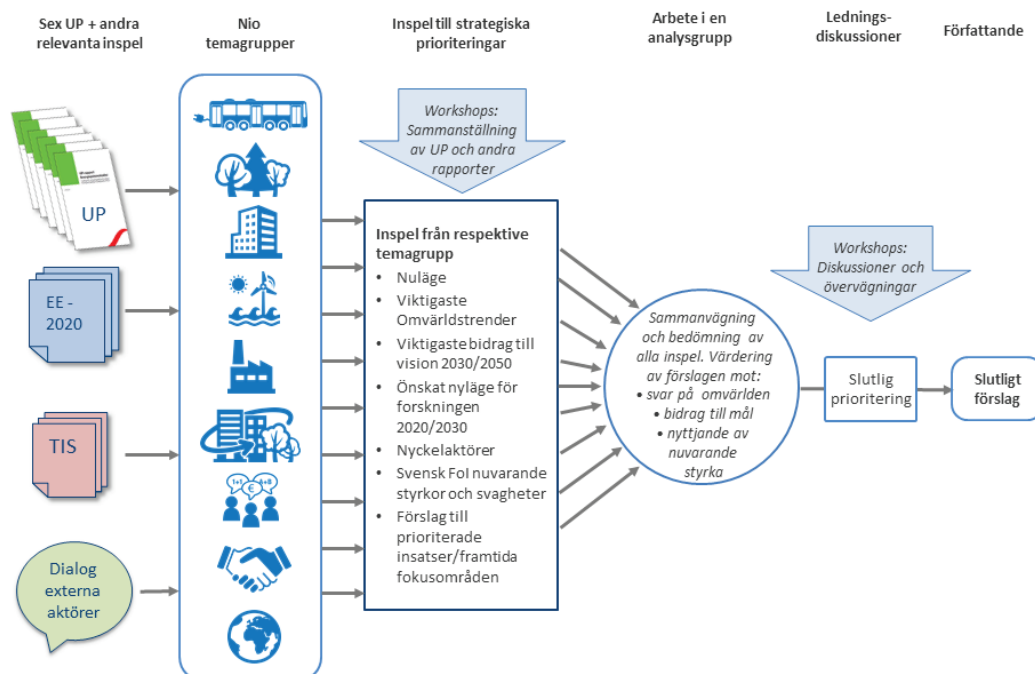 Sex UP + andra
relevanta inspel
Nio
temagrupper
Inspel till strategiska
prioriteringar
Arbete i en
analysgrupp
Lednings-
diskussioner
Författande
UP
EE -
2020
TIS
Dialog
externa
aktörer
1+1
€
A+B
Workshops:
Sammanställning
av UP och andra
rapporter
Inspel från respektive
temagrupp
• Nuläge
• Viktigaste
Omvärldstrender
• Viktigaste bidrag till
vision 2030/2050
• Önskat nyläge för
forskningen
2020/2030
• Nyckelaktörer
• Svensk FoI nuvarande
styrkor och svagheter
• Förslag till
prioriterade
insatser/framtida
fokusområden
Sammanvägning
och bedömning av
alla inspel. Värdering
av förslagen mot:
• svar på omvärlden
• bidrag till mål
• nyttjande av
nuvarande
styrka
Workshops:
Diskussioner och
övervägningar
Slutlig
prioritering
Slutligt
förslag